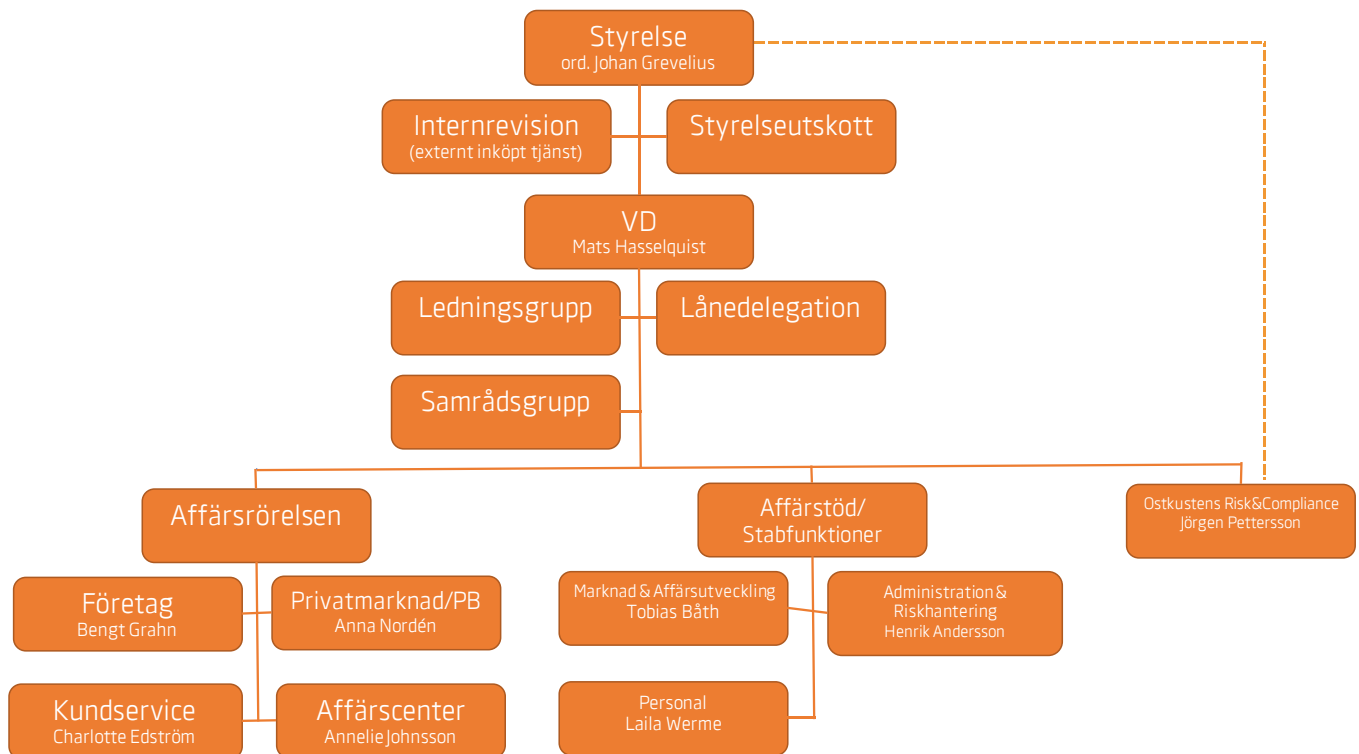 Styrelse
ord. Johan Grevelius
Internrevision
(externt inköpt tjänst)
Styrelseutskott
VD
Mats Hasselquist
Ledningsgrupp
Lånedelegation
Samrådsgrupp
Affärsrörelsen
Affärstöd/
Stabfunktioner
Ostkustens Risk&Compliance
Jörgen Pettersson
Företag
Bengt Grahn
Privatmarknad/PB
Anna Nordén
Marknad & Affärsutveckling
Tobias Båth
Administration &
Riskhantering
Henrik Andersson
Kundservice
Charlotte Edström
Affärscenter
Annelie Johnsson
Personal
Laila Werme